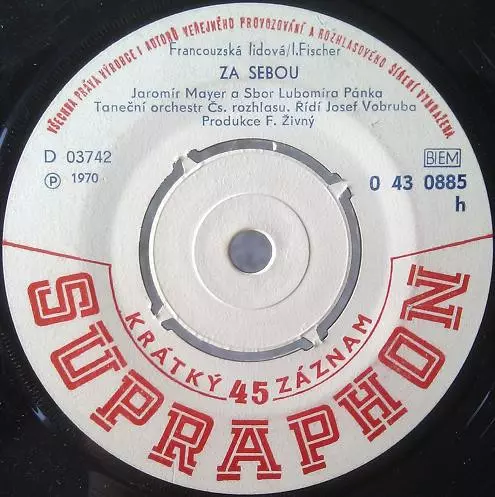 VŠECHNA PRÁVA VÝROBCE I AUTORŮ VEŘEJNÉHO PROVOZOVÁNÍ A ROZHLASOVÉHO ŠÍŘENÍ VYHRAŽENA
Francouzská lidová/I.Fischer
ZA SEBOU
Jaromír Mayer a Sbor Lubomíra Pánka
Taneční orchestr Čs. rozhlasu. Řídí Josef Vobruba
Produkce F. Živný
D 03742
BIEM
Ⓟ 1970
0 43 0885
h
KRÁTKÝ 45 ZÁZNAM
SUPRAPHON